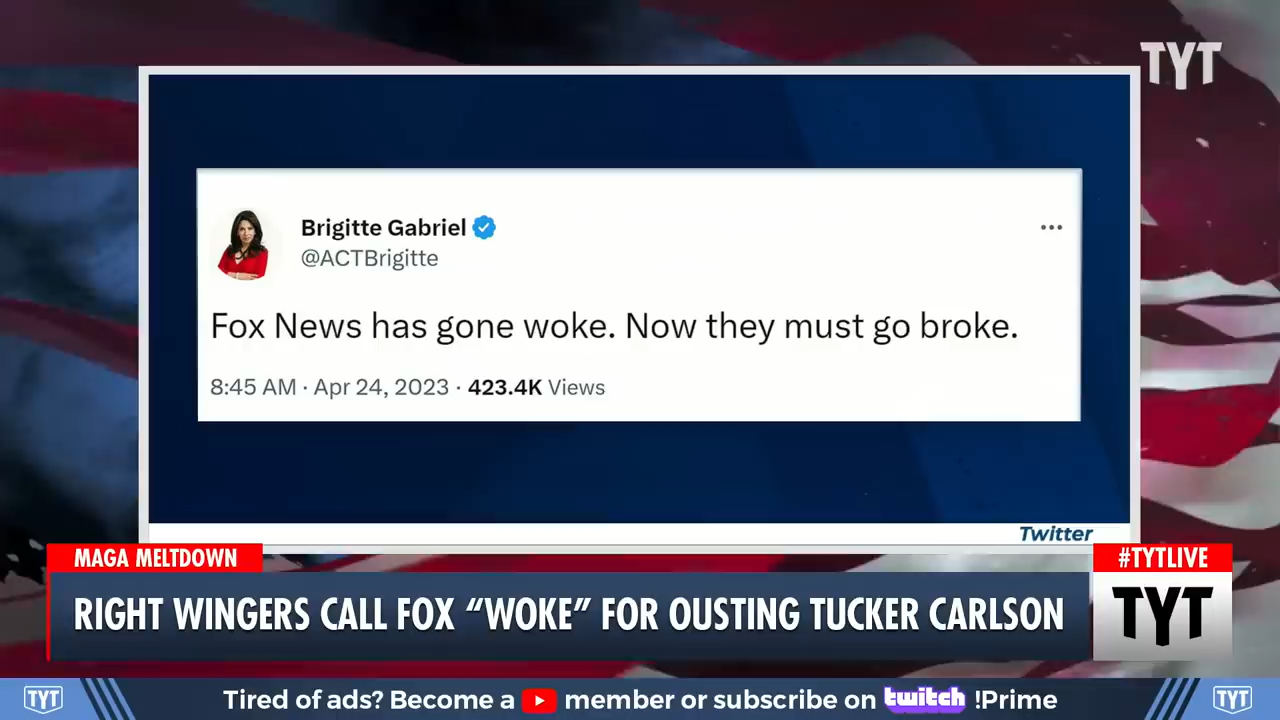 TYT
Brigitte Gabriel
@ACTBrigitte
Fox News has gone woke. Now they must go broke.
8:45 AM · Apr 24, 2023 · 423.4K Views
Twitter
MAGA MELTDOWN
#TYTLIVE
RIGHT WINGERS CALL FOX “WOKE” FOR OUSTING TUCKER CARLSON
TYT
TYT
Tired of ads? Become a member or subscribe on twitch !Prime
TYT